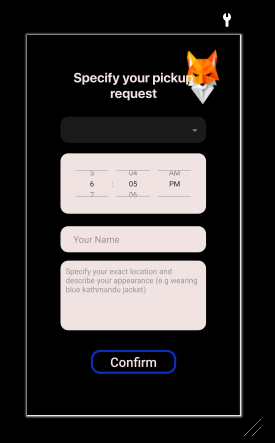 Specify your pickup
request
5 04 AM
6 : 05 PM
7 06
Your Name
Specify your exact location and
describe your appearance (e.g wearing
blue kathmandu jacket)
Confirm